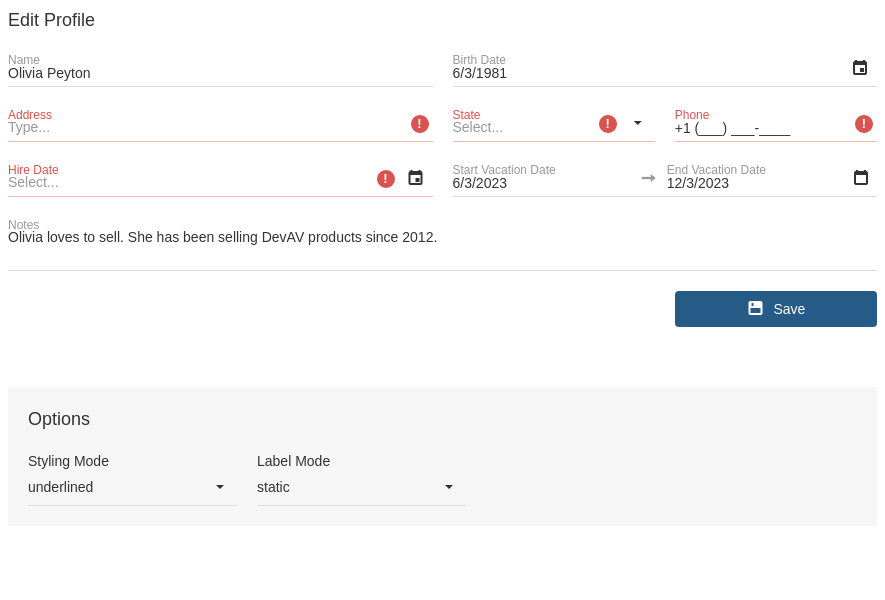 Edit Profile
Name
Olivia Peyton
Birth Date
6/3/1981
Address
Type...
State
Select...
Phone
+1 (___) ___-____
Hire Date
Select...
Start Vacation Date
6/3/2023
End Vacation Date
12/3/2023
Notes
Olivia loves to sell. She has been selling DevAV products since 2012.
Save
Options
Styling Mode
underlined
Label Mode
static